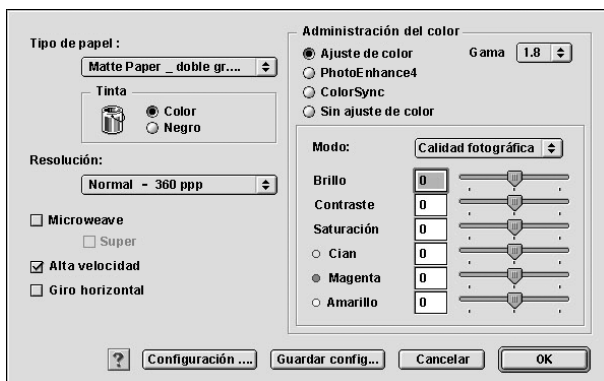 Tipo de papel :
Matte Paper _ doble gr....
Tinta
Color
Negro
Resolución:
Normal - 360 ppp
Microweave
Super
Alta velocidad
Giro horizontal
Administración del color
Ajuste de color
Gama 1.8
PhotoEnhance4
ColorSync
Sin ajuste de color
Modo: Calidad fotográfica
Brillo 0
Contraste 0
Saturación 0
Cian 0
Magenta 0
Amarillo 0
? Configuración .... Guardar config... Cancelar OK